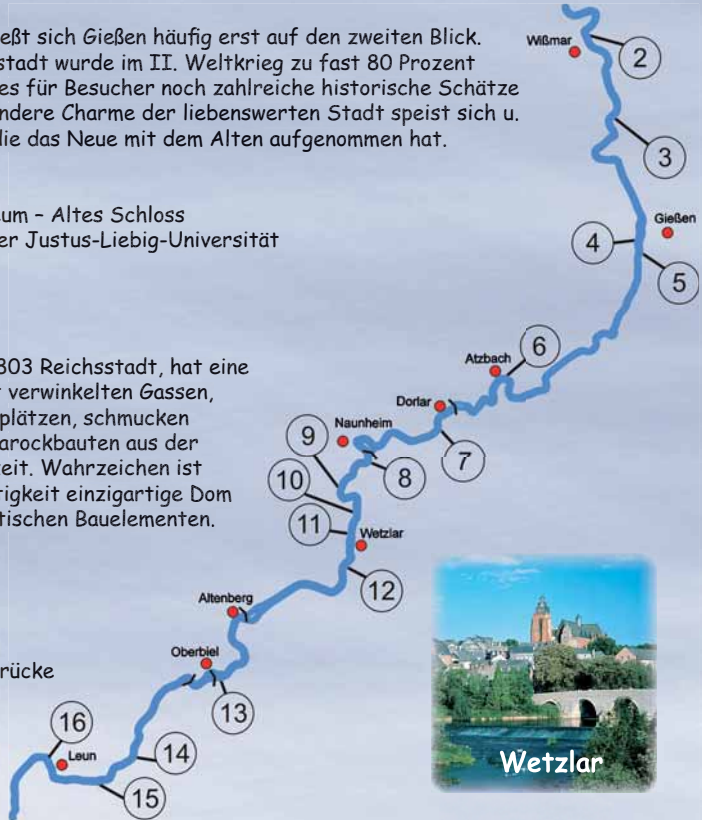 eßt sich Gießen häufig erst auf den zweiten Blick.
stadt wurde im II. Weltkrieg zu fast 80 Prozent
es für Besucher noch zahlreiche historische Schätze
ndere Charme der liebenswerten Stadt speist sich u.
die das Neue mit dem Alten aufgenommen hat.
um – Altes Schloss
er Justus-Liebig-Universität
803 Reichsstadt, hat eine
verwinkelten Gassen,
plätzen, schmucken
arockbauten aus der
eit. Wahrzeichen ist
tigkeit einzigartige Dom
tischen Bauelementen.
rücke
Wißmar
2
3
Gießen
4
5
Atzbach
6
Dorlar
7
Naunheim
8
9
10
11
Wetzlar
12
Altenberg
Oberbiel
13
14
15
16
Leun
Wetzlar